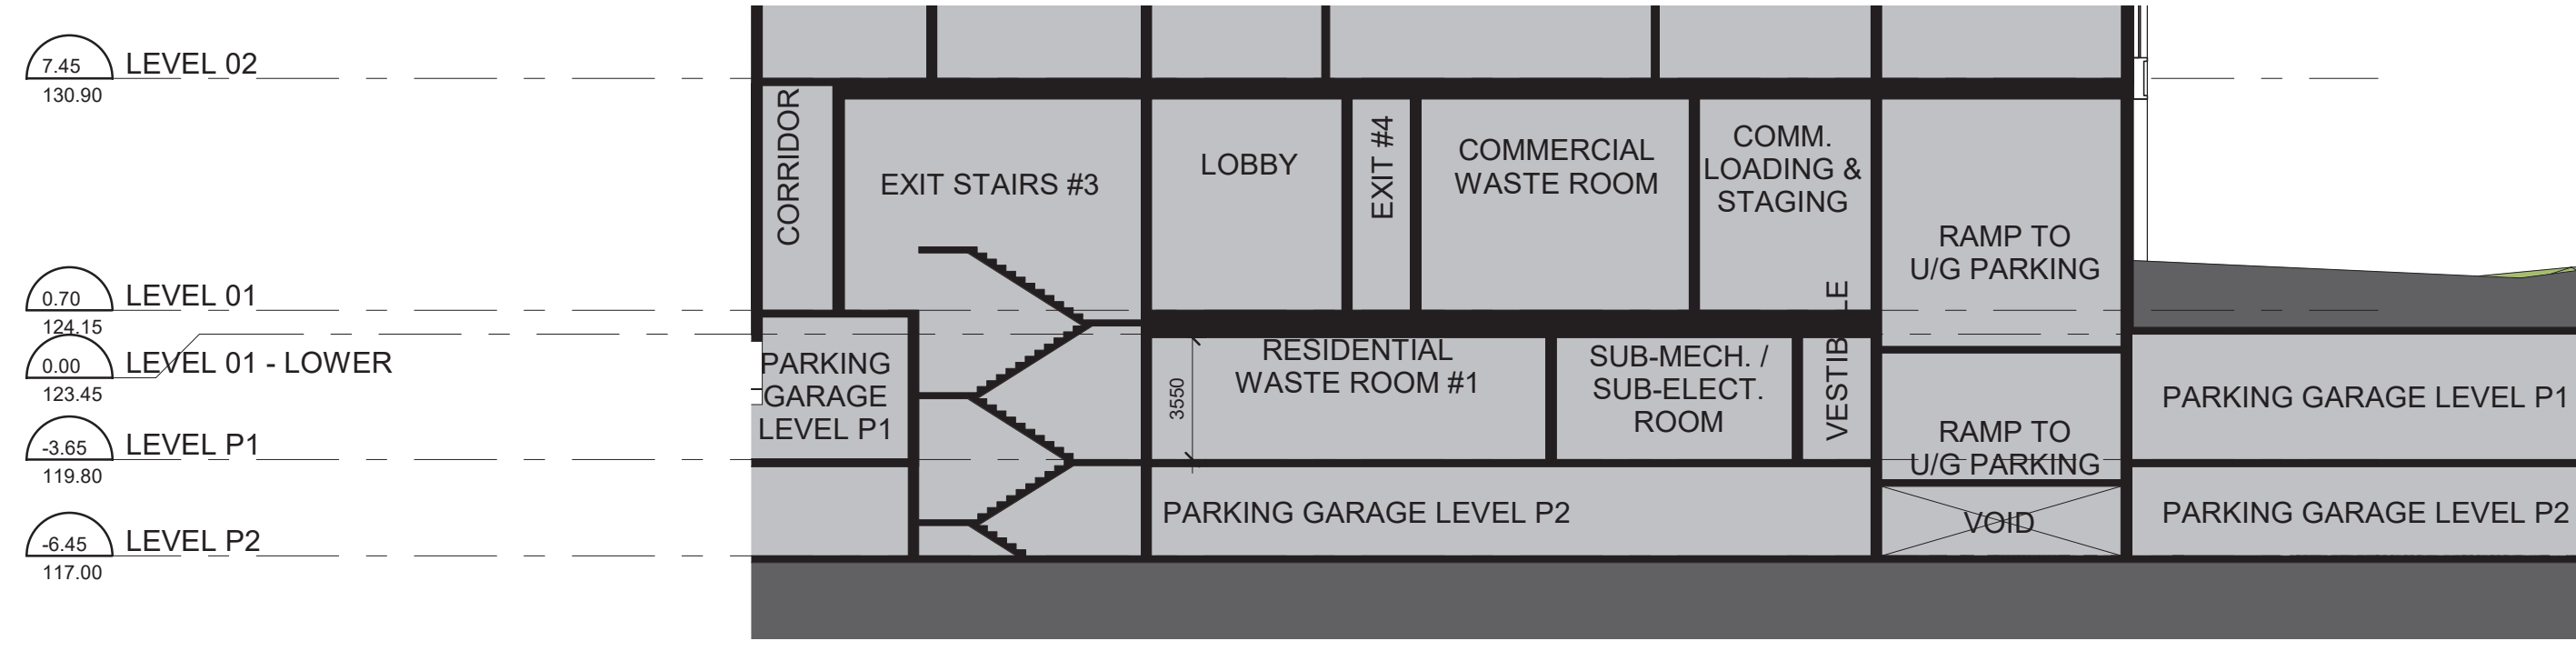 7.45
LEVEL 02
130.90
0.70
LEVEL 01
124.15
0.00
LEVEL 01 - LOWER
123.45
-3.65
LEVEL P1
119.80
-6.45
LEVEL P2
117.00
CORRIDOR
EXIT STAIRS #3
LOBBY
EXIT #4
COMMERCIAL
WASTE ROOM
COMM.
LOADING &
STAGING
RAMP TO
U/G PARKING
PARKING
GARAGE
LEVEL P1
3550
RESIDENTIAL
WASTE ROOM #1
SUB-MECH. /
SUB-ELECT.
ROOM
VESTIBULE
RAMP TO
U/G PARKING
PARKING GARAGE LEVEL P1
PARKING GARAGE LEVEL P2
VOID
PARKING GARAGE LEVEL P2